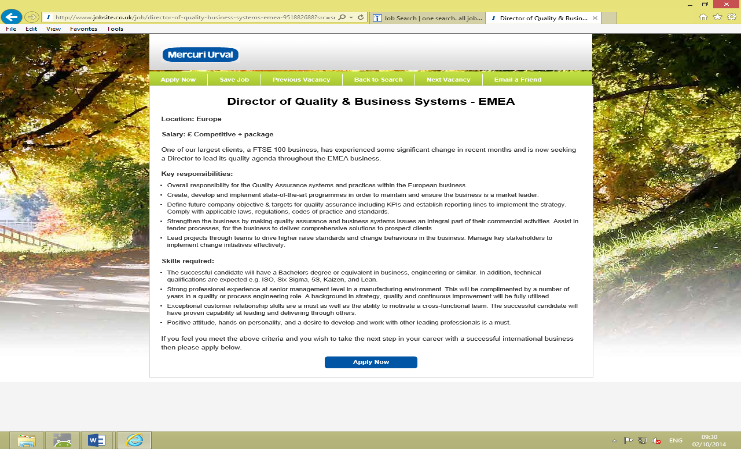 http://www.jobsite.co.uk/job/director-of-quality-business-systems-emea-
Job Search | one search. all job...
Director of Quality & Busin...
File Edit View Favorites Tools
Mercuri Urval
Apply Now Save Job Previous Vacancy Back to Search Next Vacancy Email a Friend
Director of Quality & Business Systems - EMEA
Location: Europe
Salary: £ Competitive + package
One of our largest clients, a FTSE 100 business, has experienced some significant change in recent months and is now seeking
a Director to lead its quality agenda throughout the EMEA business.
Key responsibilities:
• Overall responsibility for the Quality Assurance systems and practices within the European business
• Create, develop and implement state-of-the-art programmes in order to maintain and ensure the business is a market leader.
• Define future company objective & targets for quality assurance including KPIs and establish reporting lines to implement the strategy.
Comply with applicable laws, regulations, codes of practice and standards.
• Strengthen the business by making quality assurance and business systems issues an integral part of their commercial activities. Assist in
tender processes, for the business to deliver comprehensive solutions to prospect clients
• Lead projects through teams to drive higher raise standards and change behaviours in the business. Manage key stakeholders to
implement change initiatives effectively.
Skills required:
• The successful candidate will have a Bachelors degree or equivalent in business, engineering or similar. In addition, technical
qualifications are expected e.g. ISO, Six Sigma, 5S, Kaizen, and Lean.
• Strong professional experience at senior management level in a manufacturing environment. This will be complimented by a number of
years in a quality or process engineering role. A background in strategy, quality and continuous improvement will be fully utilised
• Exceptional customer relationship skills are a must as well as the ability to motivate a cross-functional team. The successful candidate will
have proven capability at leading and delivering through others.
• Positive attitude, hands on personality, and a desire to develop and work with other leading professionals is a must.
If you feel you meet the above criteria and you wish to take the next step in your career with a successful international business
then please apply below.
Apply Now
ENG
09:30
02/10/2014